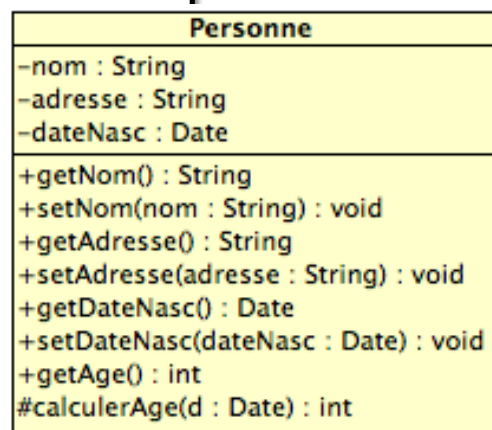 Personne
-nom : String
-adresse : String
-dateNasc : Date
+getNom() : String
+setNom(nom : String) : void
+getAdresse() : String
+setAdresse(adresse : String) : void
+getDateNasc() : Date
+setDateNasc(dateNasc : Date) : void
+getAge() : int
#calculerAge(d : Date) : int